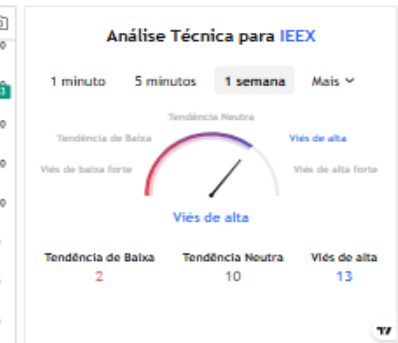 Análise Técnica para IEEX
1 minuto 5 minutos 1 semana Mais
Tendência Neutra
Tendência de Baixa Viés de alta
Viés de baixa forte Viés de alta forte
Viés de alta
Tendência de Baixa Tendência Neutra Viés de alta
2 10 13